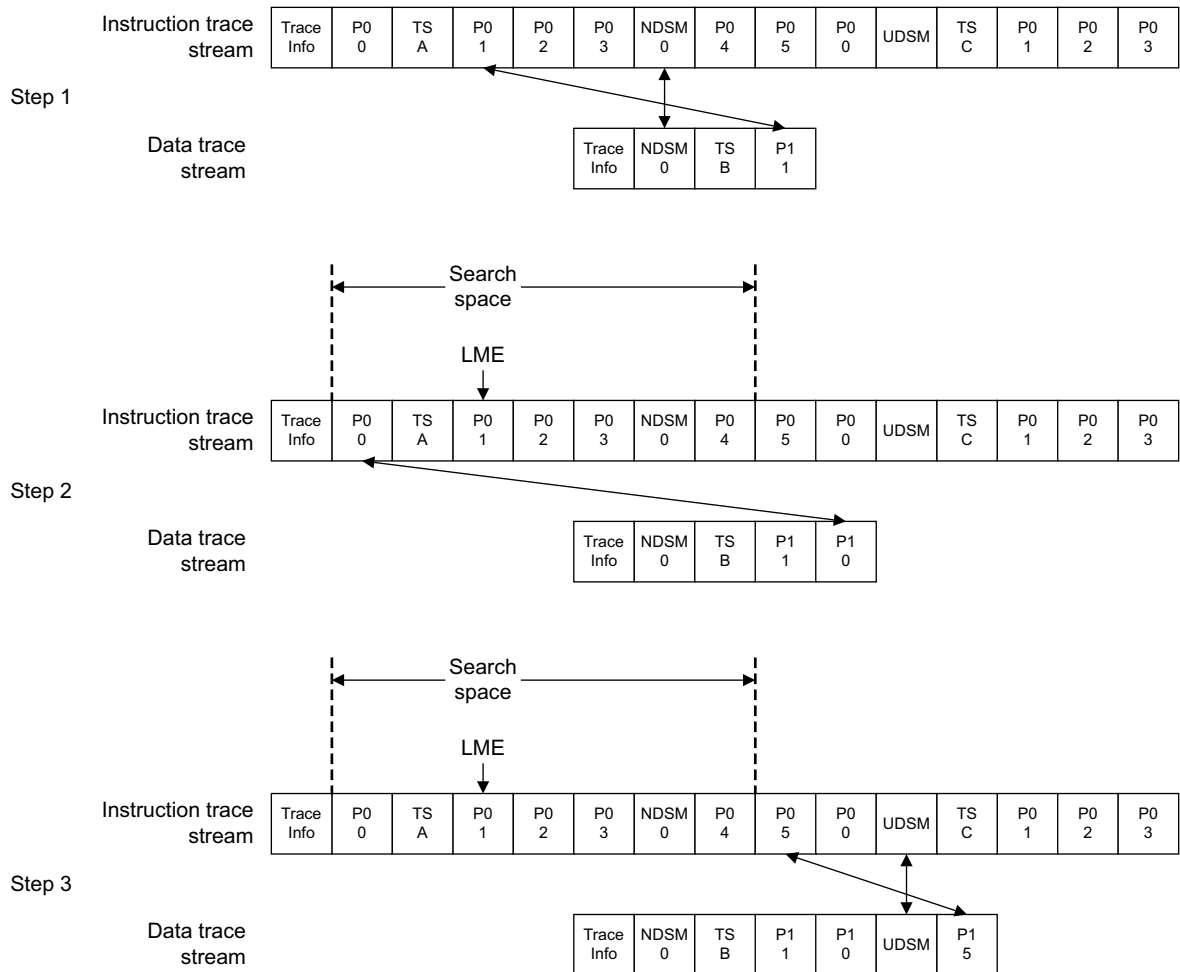 Instruction trace stream
Trace Info P0 0 TS A P0 1 P0 2 P0 3 NDSM 0 P0 4 P0 5 P0 0 UDSM TS C P0 1 P0 2 P0 3
Step 1
Data trace stream
Trace Info NDSM 0 TS B P1 1
Search space
LME
Instruction trace stream
Trace Info P0 0 TS A P0 1 P0 2 P0 3 NDSM 0 P0 4 P0 5 P0 0 UDSM TS C P0 1 P0 2 P0 3
Step 2
Data trace stream
Trace Info NDSM 0 TS B P1 1 P1 0
Search space
LME
Instruction trace stream
Trace Info P0 0 TS A P0 1 P0 2 P0 3 NDSM 0 P0 4 P0 5 P0 0 UDSM TS C P0 1 P0 2 P0 3
Step 3
Data trace stream
Trace Info NDSM 0 TS B P1 1 P1 0 UDSM P1 5